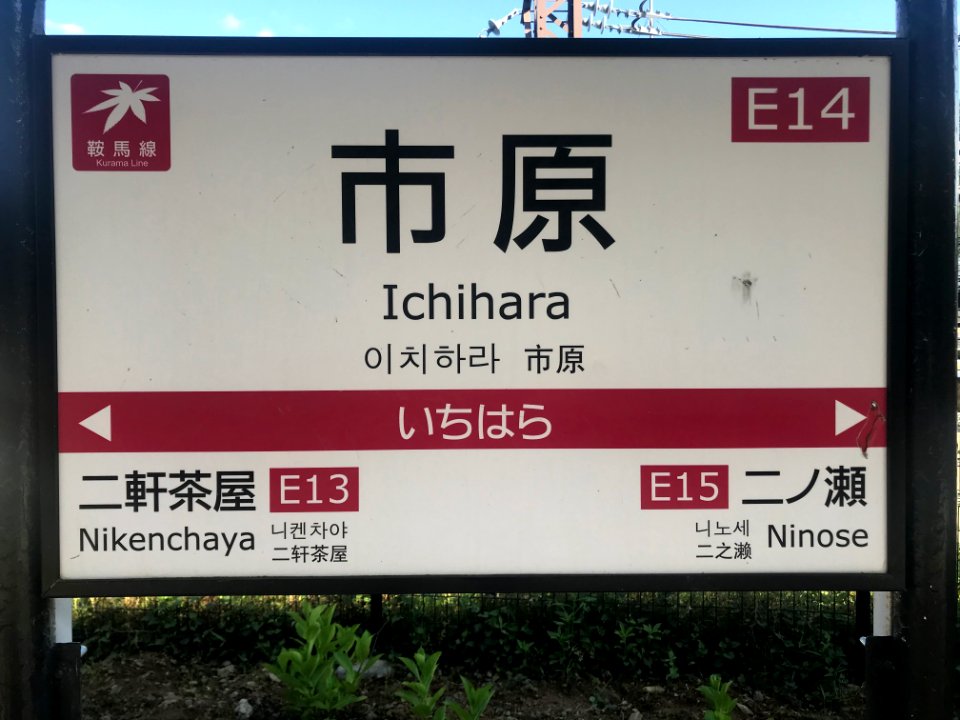 鞍馬線
Kurama Line
E14
市原
Ichihara
이치하라 市原
いちはら
二軒茶屋 E13
Nikenchaya 니켄차야
二轩茶屋
E15 二ノ瀬
니노세 Ninose
二之濑